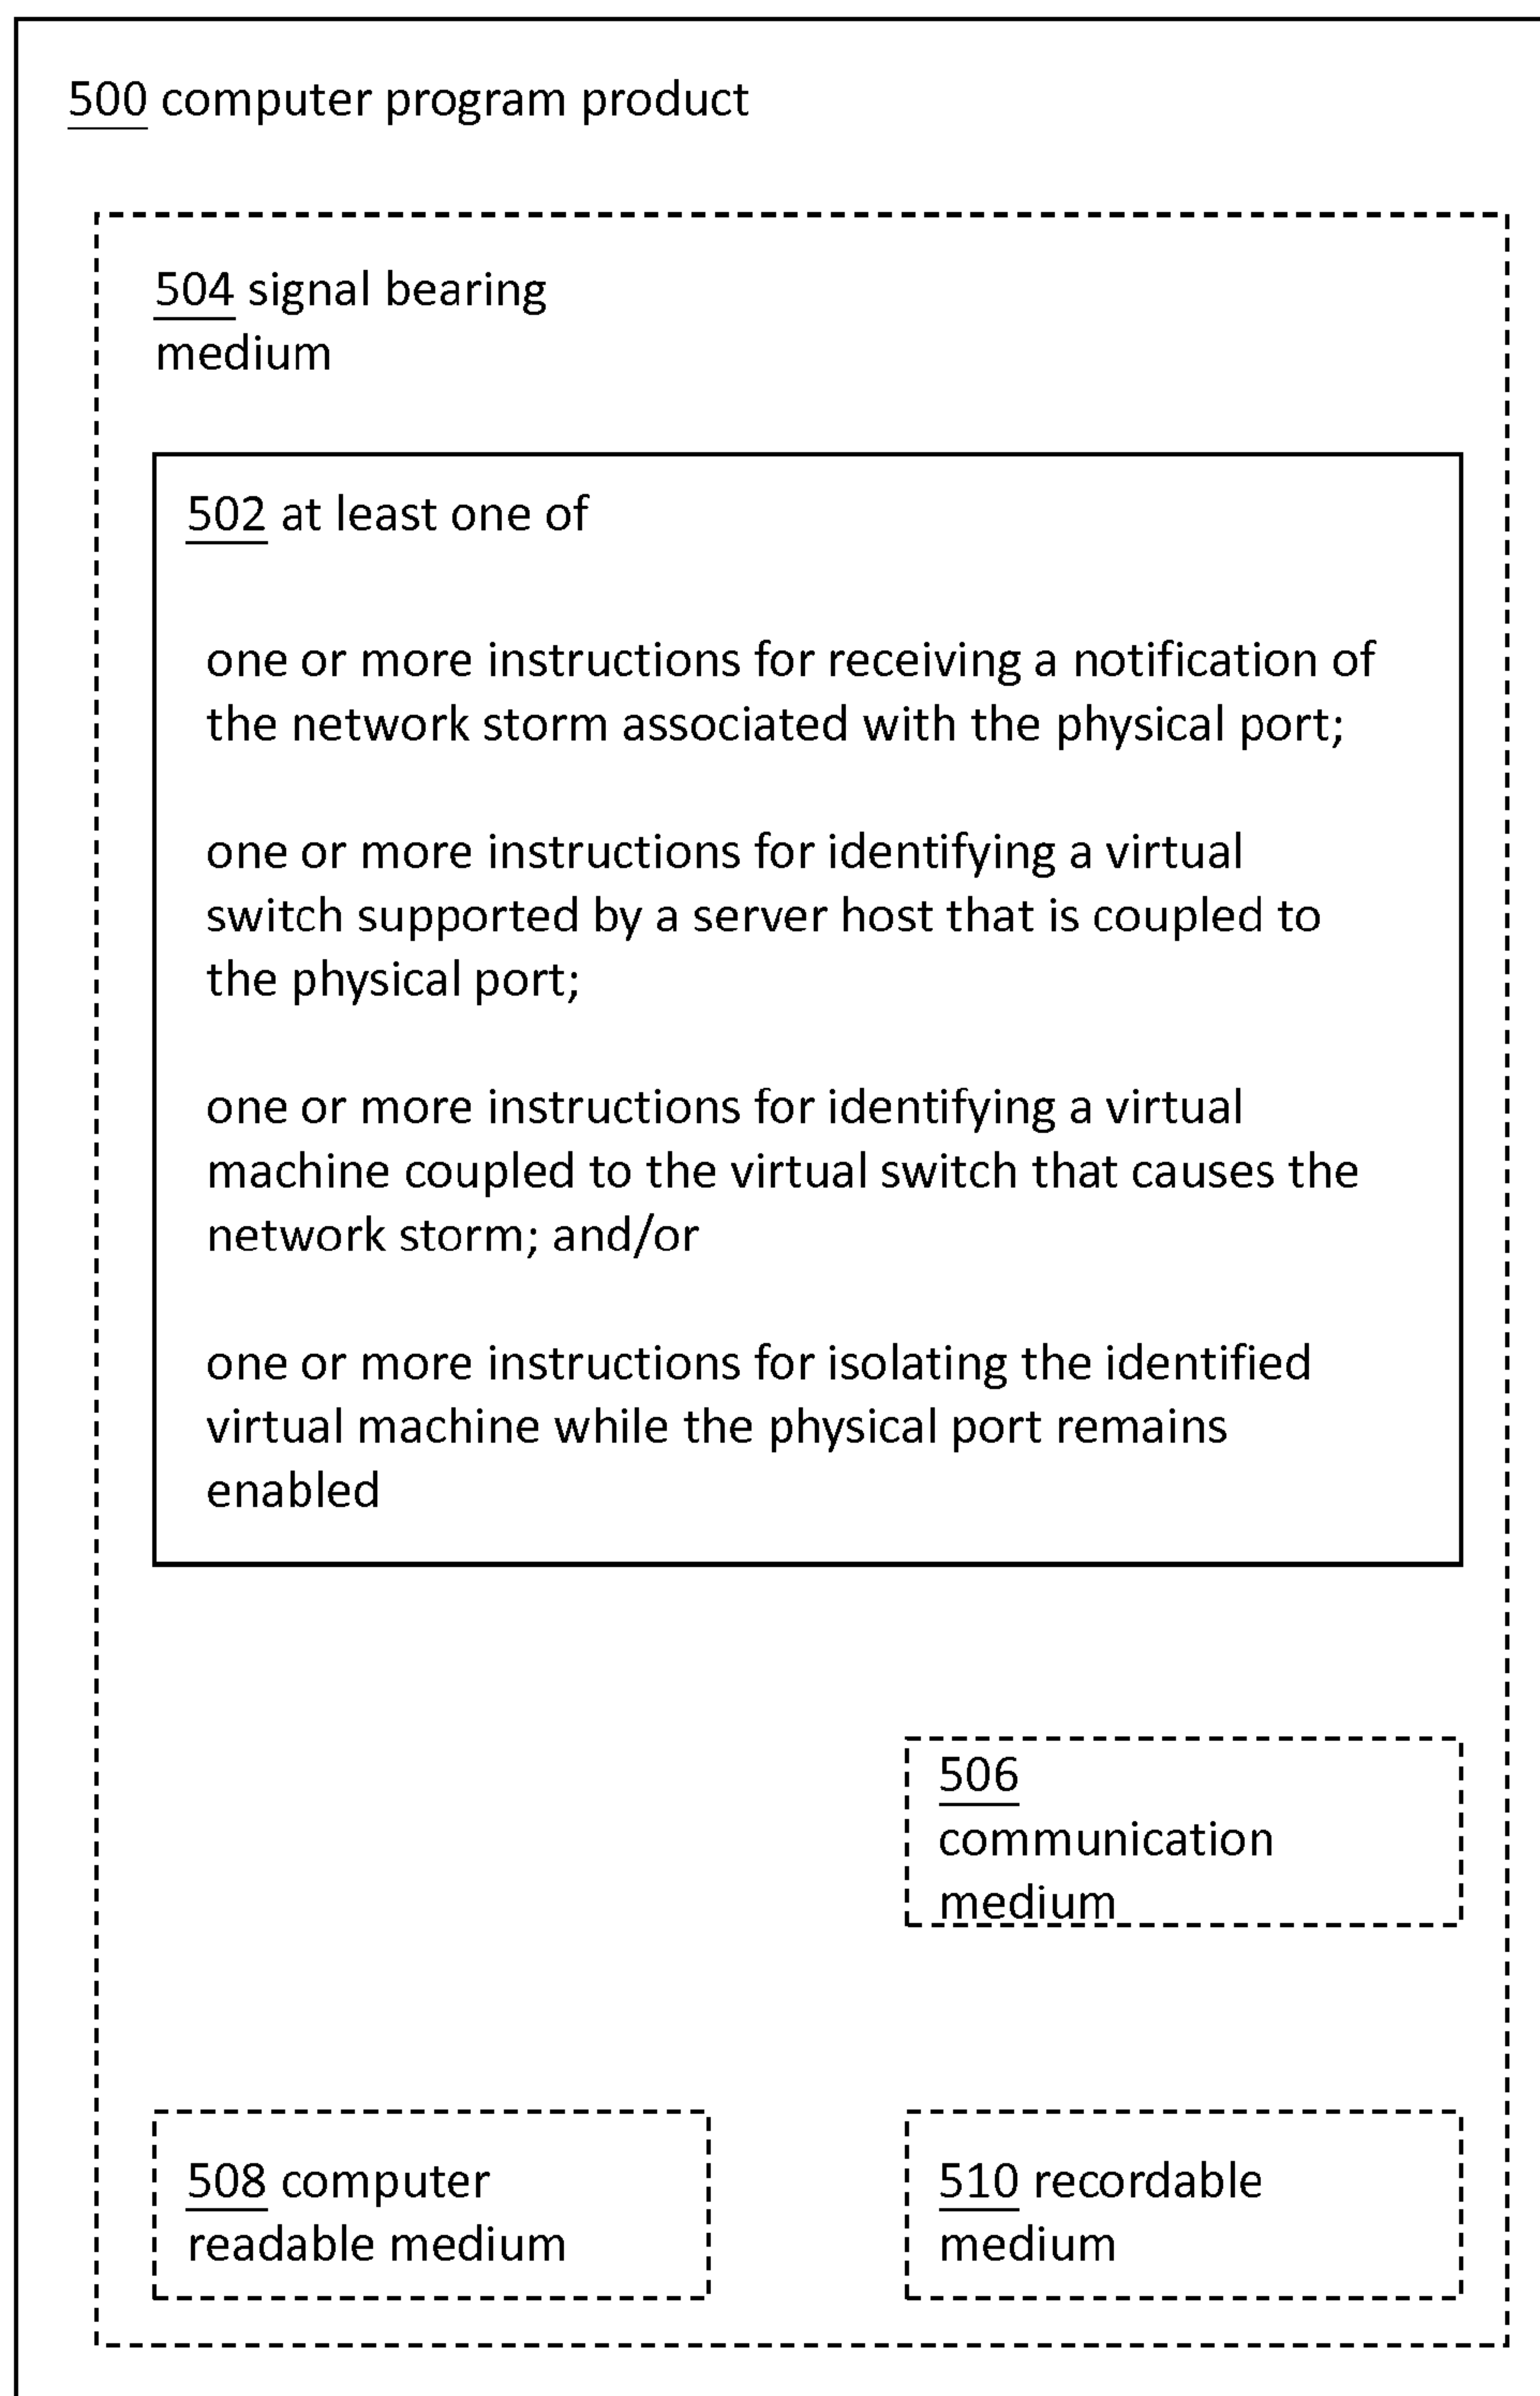 500 computer program product
504 signal bearing
medium
502 at least one of
one or more instructions for receiving a notification of
the network storm associated with the physical port;
one or more instructions for identifying a virtual
switch supported by a server host that is coupled to
the physical port;
one or more instructions for identifying a virtual
machine coupled to the virtual switch that causes the
network storm; and/or
one or more instructions for isolating the identified
virtual machine while the physical port remains
enabled
506
communication
medium
508 computer
readable medium
510 recordable
medium